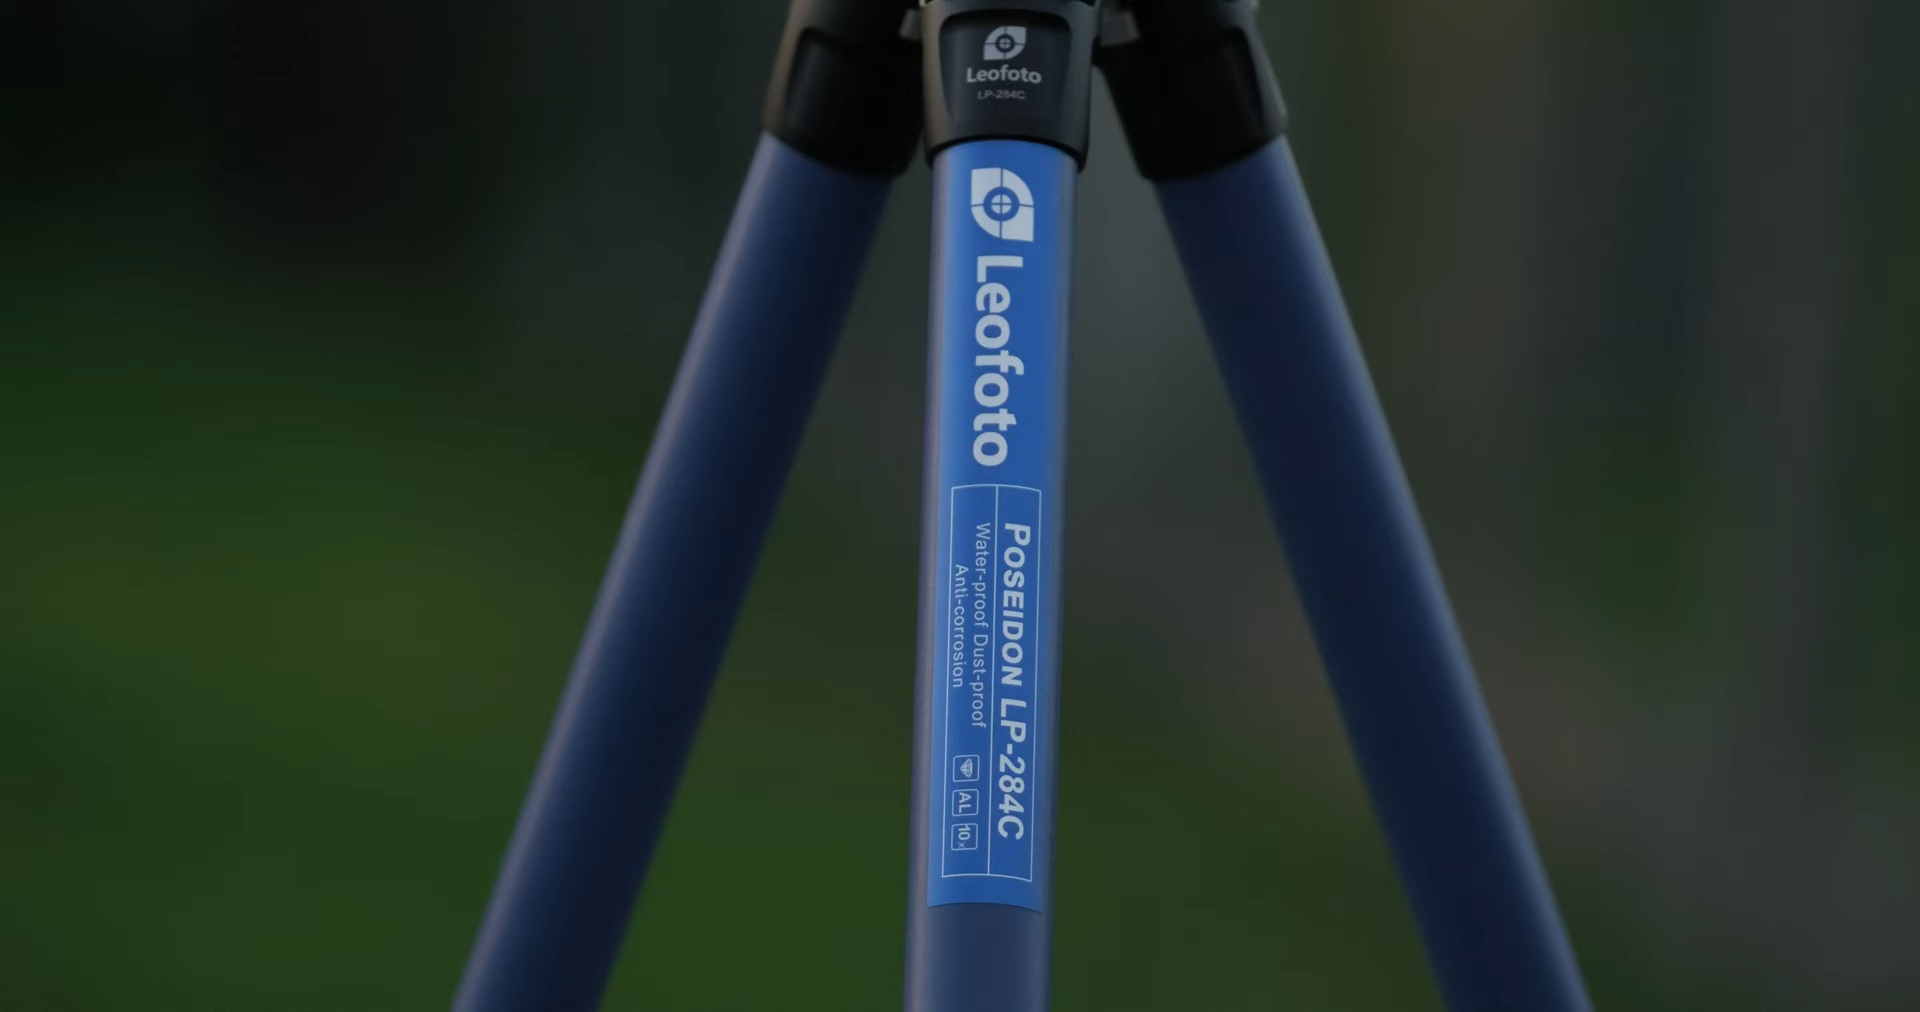 Leofoto
LP-284C
Leofoto
POSEIDON LP-284C
Water-proof Dust-proof
Anti-corrosion
AL
10x